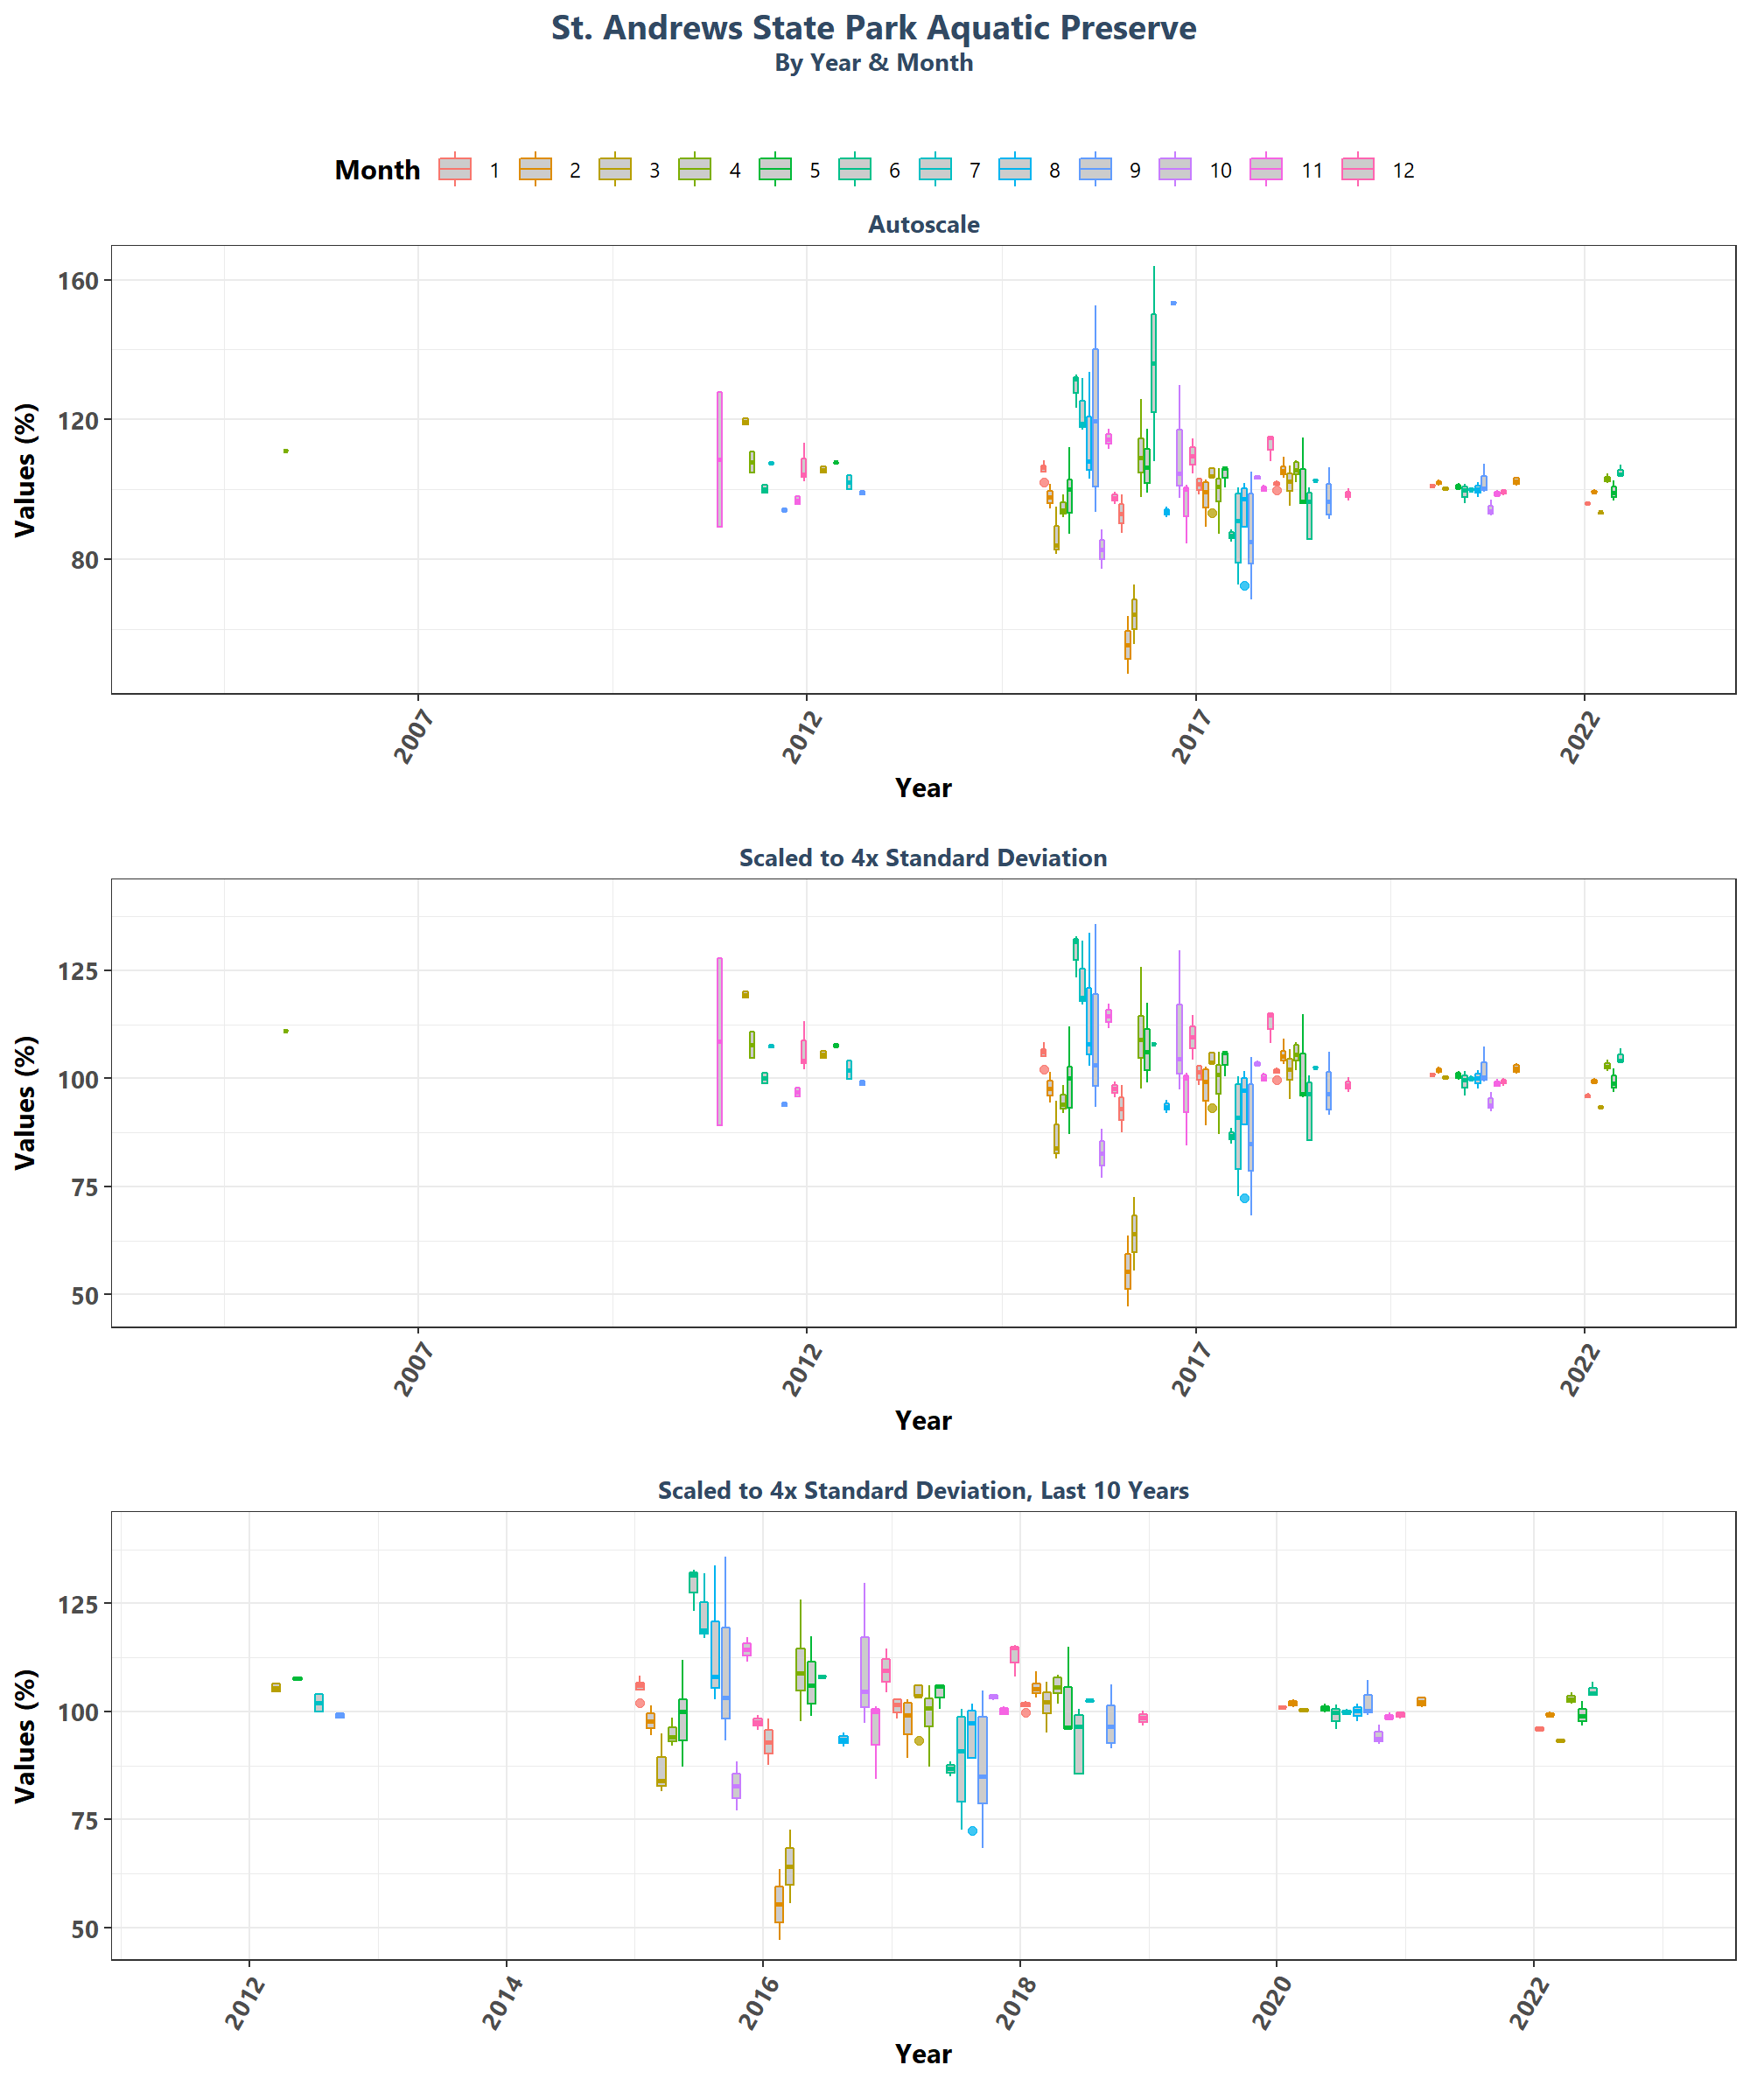 St. Andrews State Park Aquatic Preserve
By Year & Month
Month 1 2 3 4 5 6 7 8 9 10 11 12
Autoscale
160
120
80
Values (%)
2007 2012 2017 2022
Year
Scaled to 4x Standard Deviation
125
100
75
50
Values (%)
2007 2012 2017 2022
Year
Scaled to 4x Standard Deviation, Last 10 Years
125
100
75
50
Values (%)
2012 2014 2016 2018 2020 2022
Year